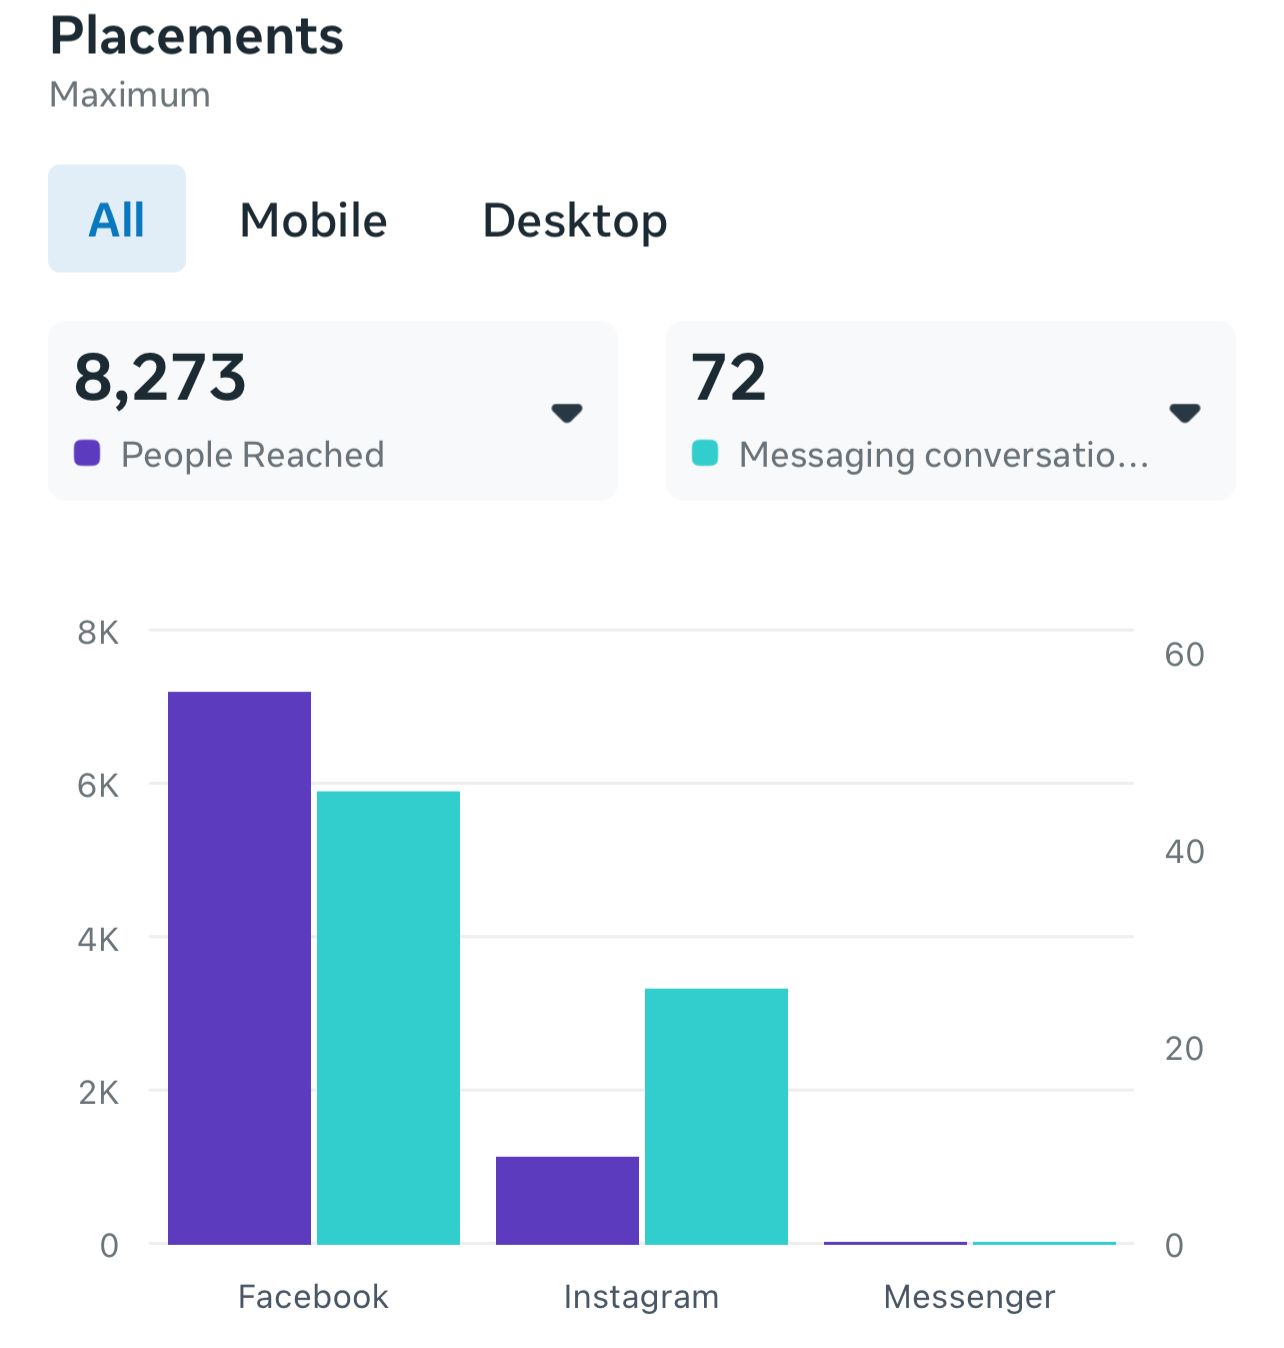 Placements
Maximum
All Mobile Desktop
8,273 72
People Reached Messaging conversatio...
8K
60
6K
40
4K
20
2K
0 0
Facebook Instagram Messenger